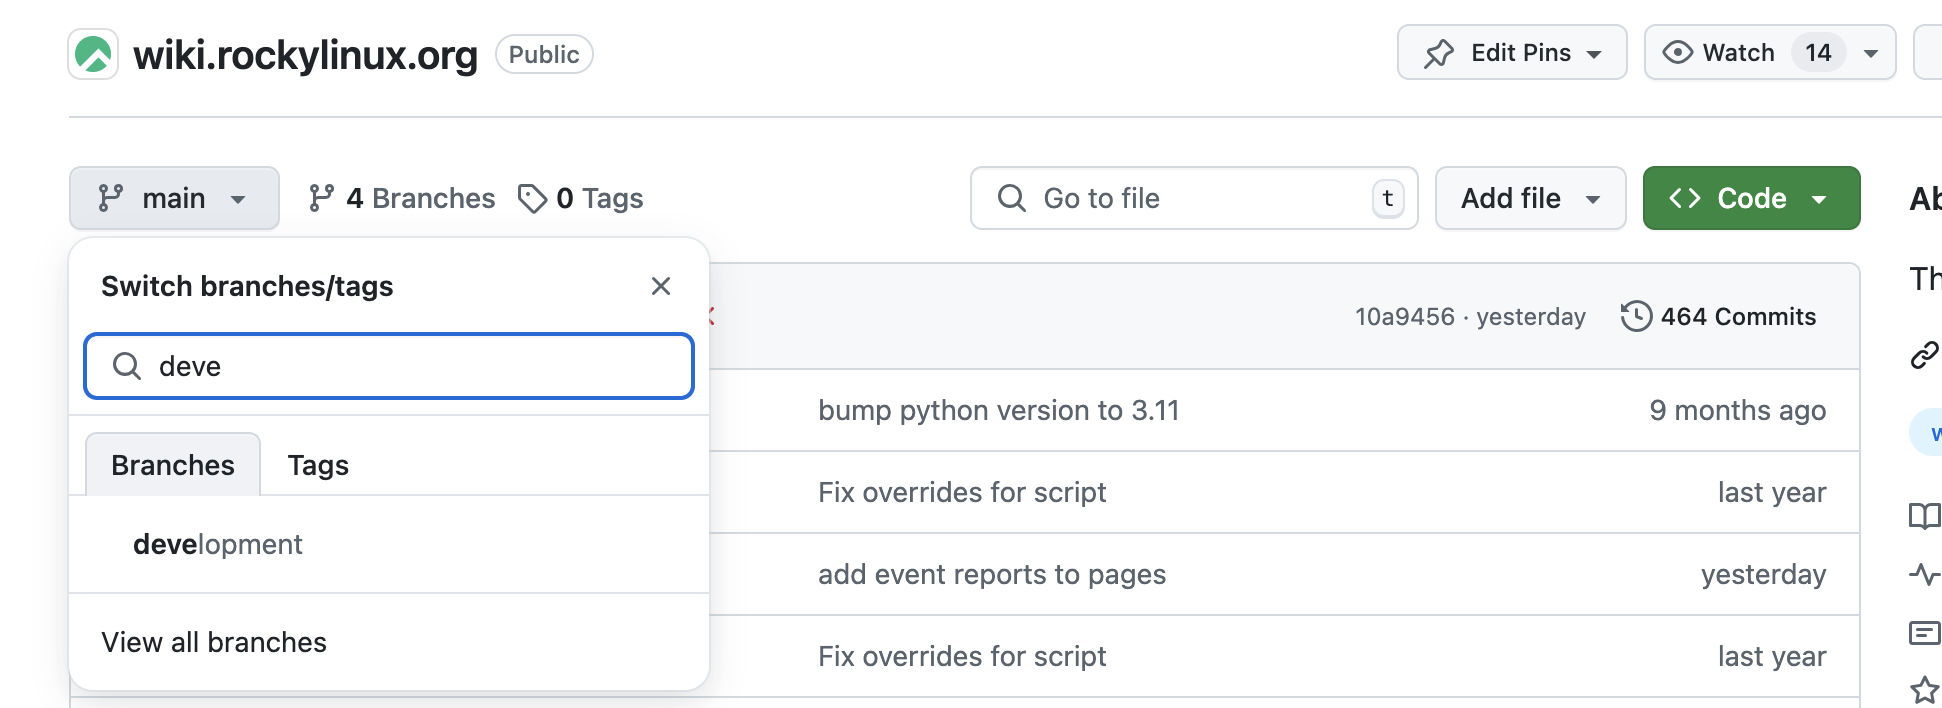 wiki.rockylinux.org Public Edit Pins Watch 14
main 4 Branches 0 Tags Go to file t Add file Code
Switch branches/tags
deve
10a9456 · yesterday 464 Commits
Branches Tags
development
View all branches
bump python version to 3.11 9 months ago
Fix overrides for script last year
add event reports to pages yesterday
Fix overrides for script last year